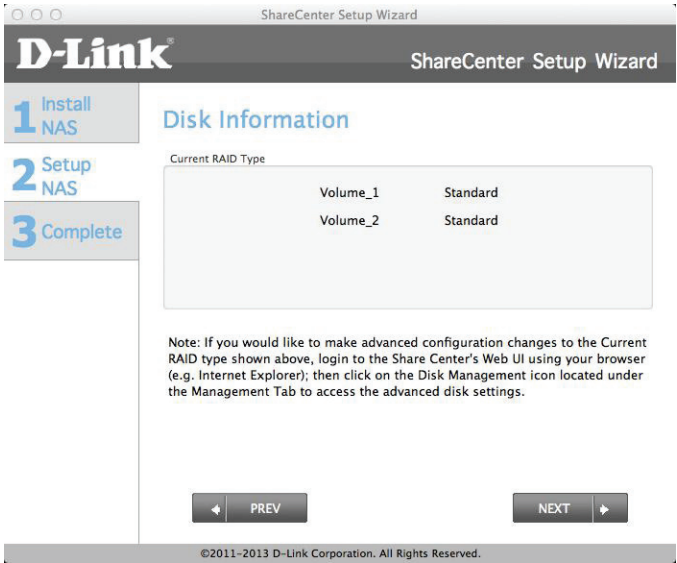 ShareCenter Setup Wizard
D-Link®
ShareCenter Setup Wizard
1 Install
NAS
2 Setup
NAS
3 Complete
Disk Information
Current RAID Type
Volume_1 Standard
Volume_2 Standard
Note: If you would like to make advanced configuration changes to the Current
RAID type shown above, login to the Share Center's Web UI using your browser
(e.g. Internet Explorer); then click on the Disk Management icon located under
the Management Tab to access the advanced disk settings.
PREV
NEXT
©2011-2013 D-Link Corporation. All Rights Reserved.